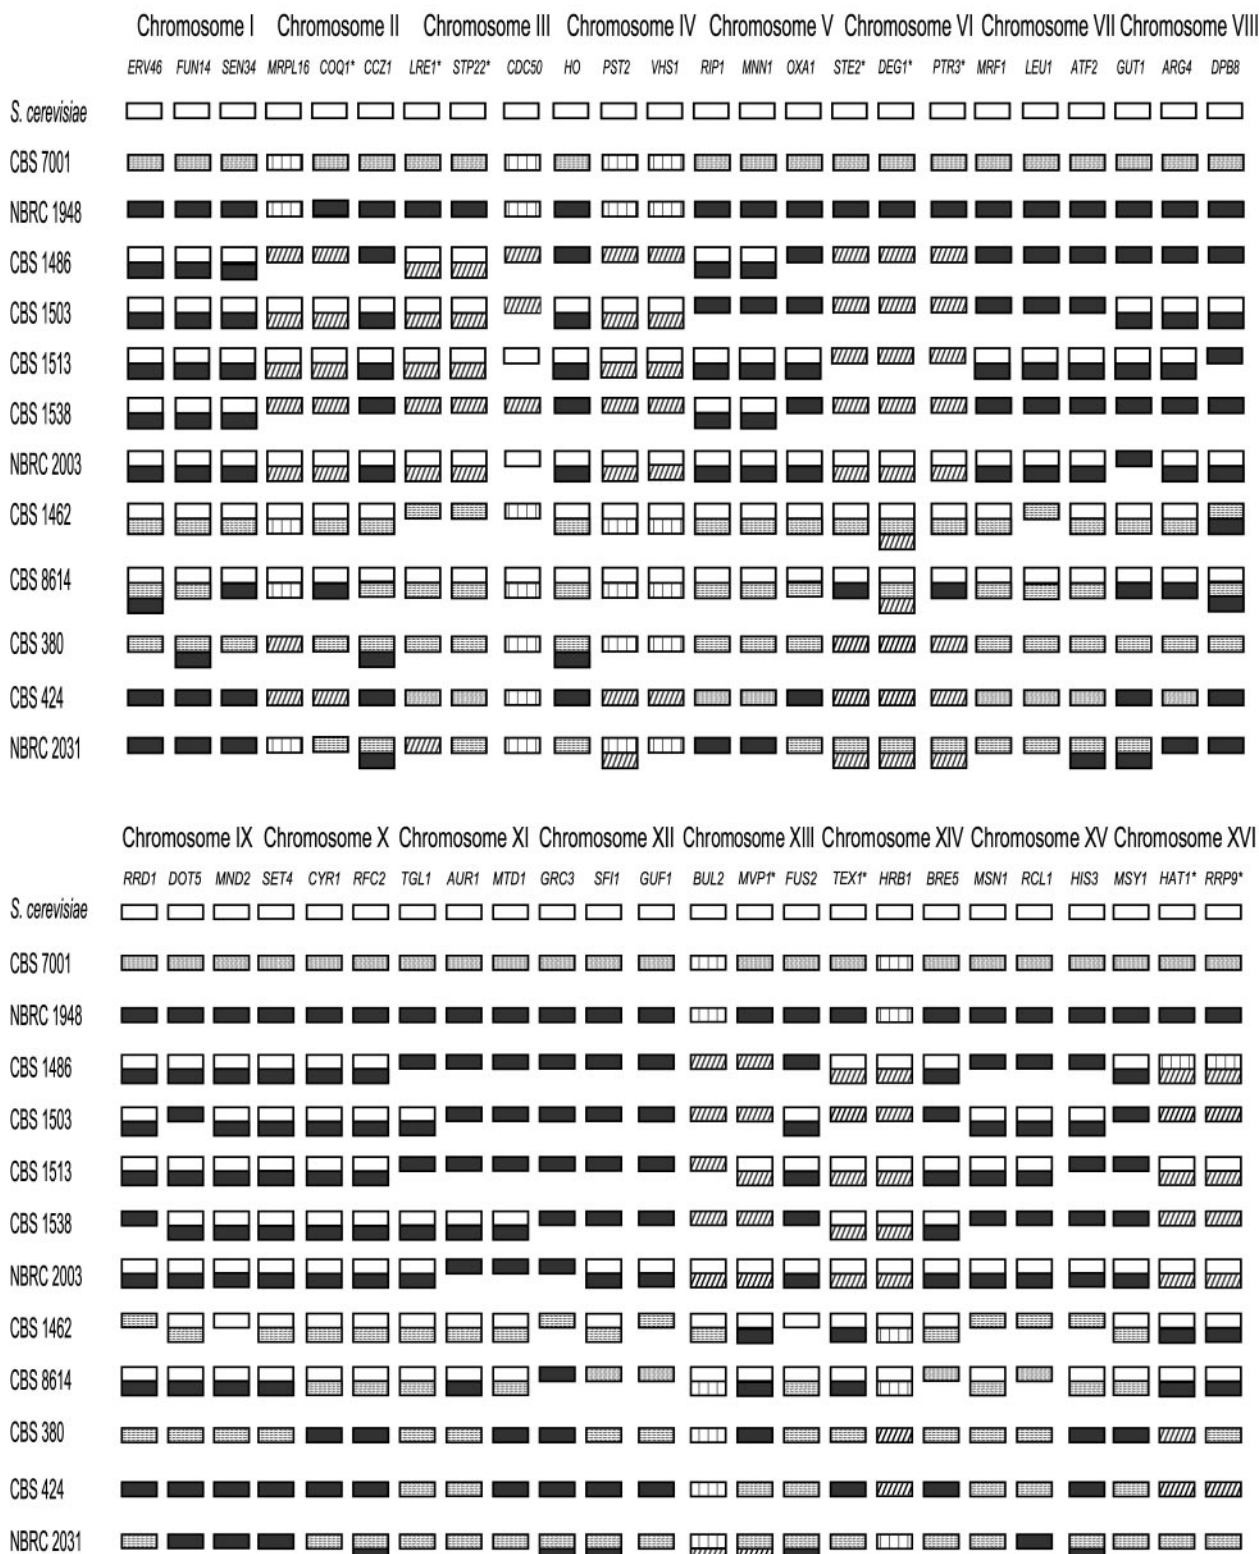 Chromosome I Chromosome II Chromosome III Chromosome IV Chromosome V Chromosome VI Chromosome VII Chromosome VIII
ERV46 FUN14 SEN34 MRPL16 COQ1* CCZ1 LRE1* STP22* CDC50 HO PST2 VHS1 RIP1 MNN1 OXA1 STE2* DEG1* PTR3* MRF1 LEU1 ATF2 GUT1 ARG4 DPB8
S. cerevisiae
CBS 7001
NBRC 1948
CBS 1486
CBS 1503
CBS 1513
CBS 1538
NBRC 2003
CBS 1462
CBS 8614
CBS 380
CBS 424
NBRC 2031
Chromosome IX Chromosome X Chromosome XI Chromosome XII Chromosome XIII Chromosome XIV Chromosome XV Chromosome XVI
RRD1 DOT5 MND2 SET4 CYR1 RFC2 TGL1 AUR1 MTD1 GRC3 SFI1 GUF1 BUL2 MVP1* FUS2 TEX1* HRB1 BRE5 MSN1 RCL1 HIS3 MSY1 HAT1* RRP9*
S. cerevisiae
CBS 7001
NBRC 1948
CBS 1486
CBS 1503
CBS 1513
CBS 1538
NBRC 2003
CBS 1462
CBS 8614
CBS 380
CBS 424
NBRC 2031